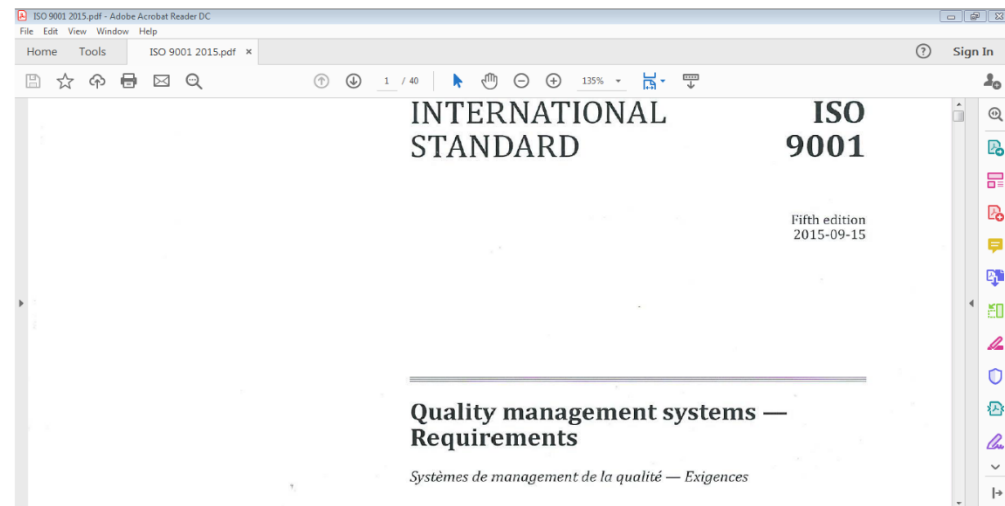 ISO 9001 2015.pdf - Adobe Acrobat Reader DC
File Edit View Window Help
Home Tools ISO 9001 2015.pdf × ? Sign In
1 / 40 135%
INTERNATIONAL
STANDARD
ISO
9001
Fifth edition
2015-09-15
Quality management systems —
Requirements
Systèmes de management de la qualité — Exigences